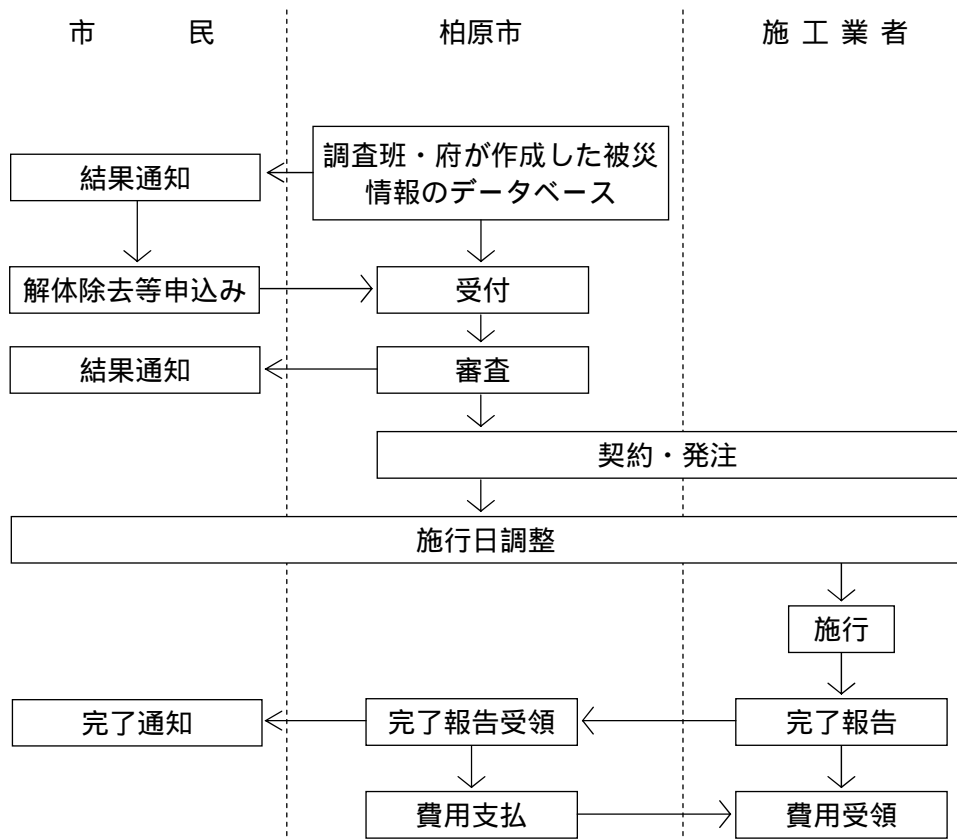 市 民
柏原市
施工業者
調査班・府が作成した被災
情報のデータベース
結果通知
解体除去等申込み
受付
結果通知
審査
契約・発注
施行日調整
施行
完了通知
完了報告受領
完了報告
費用支払
費用受領